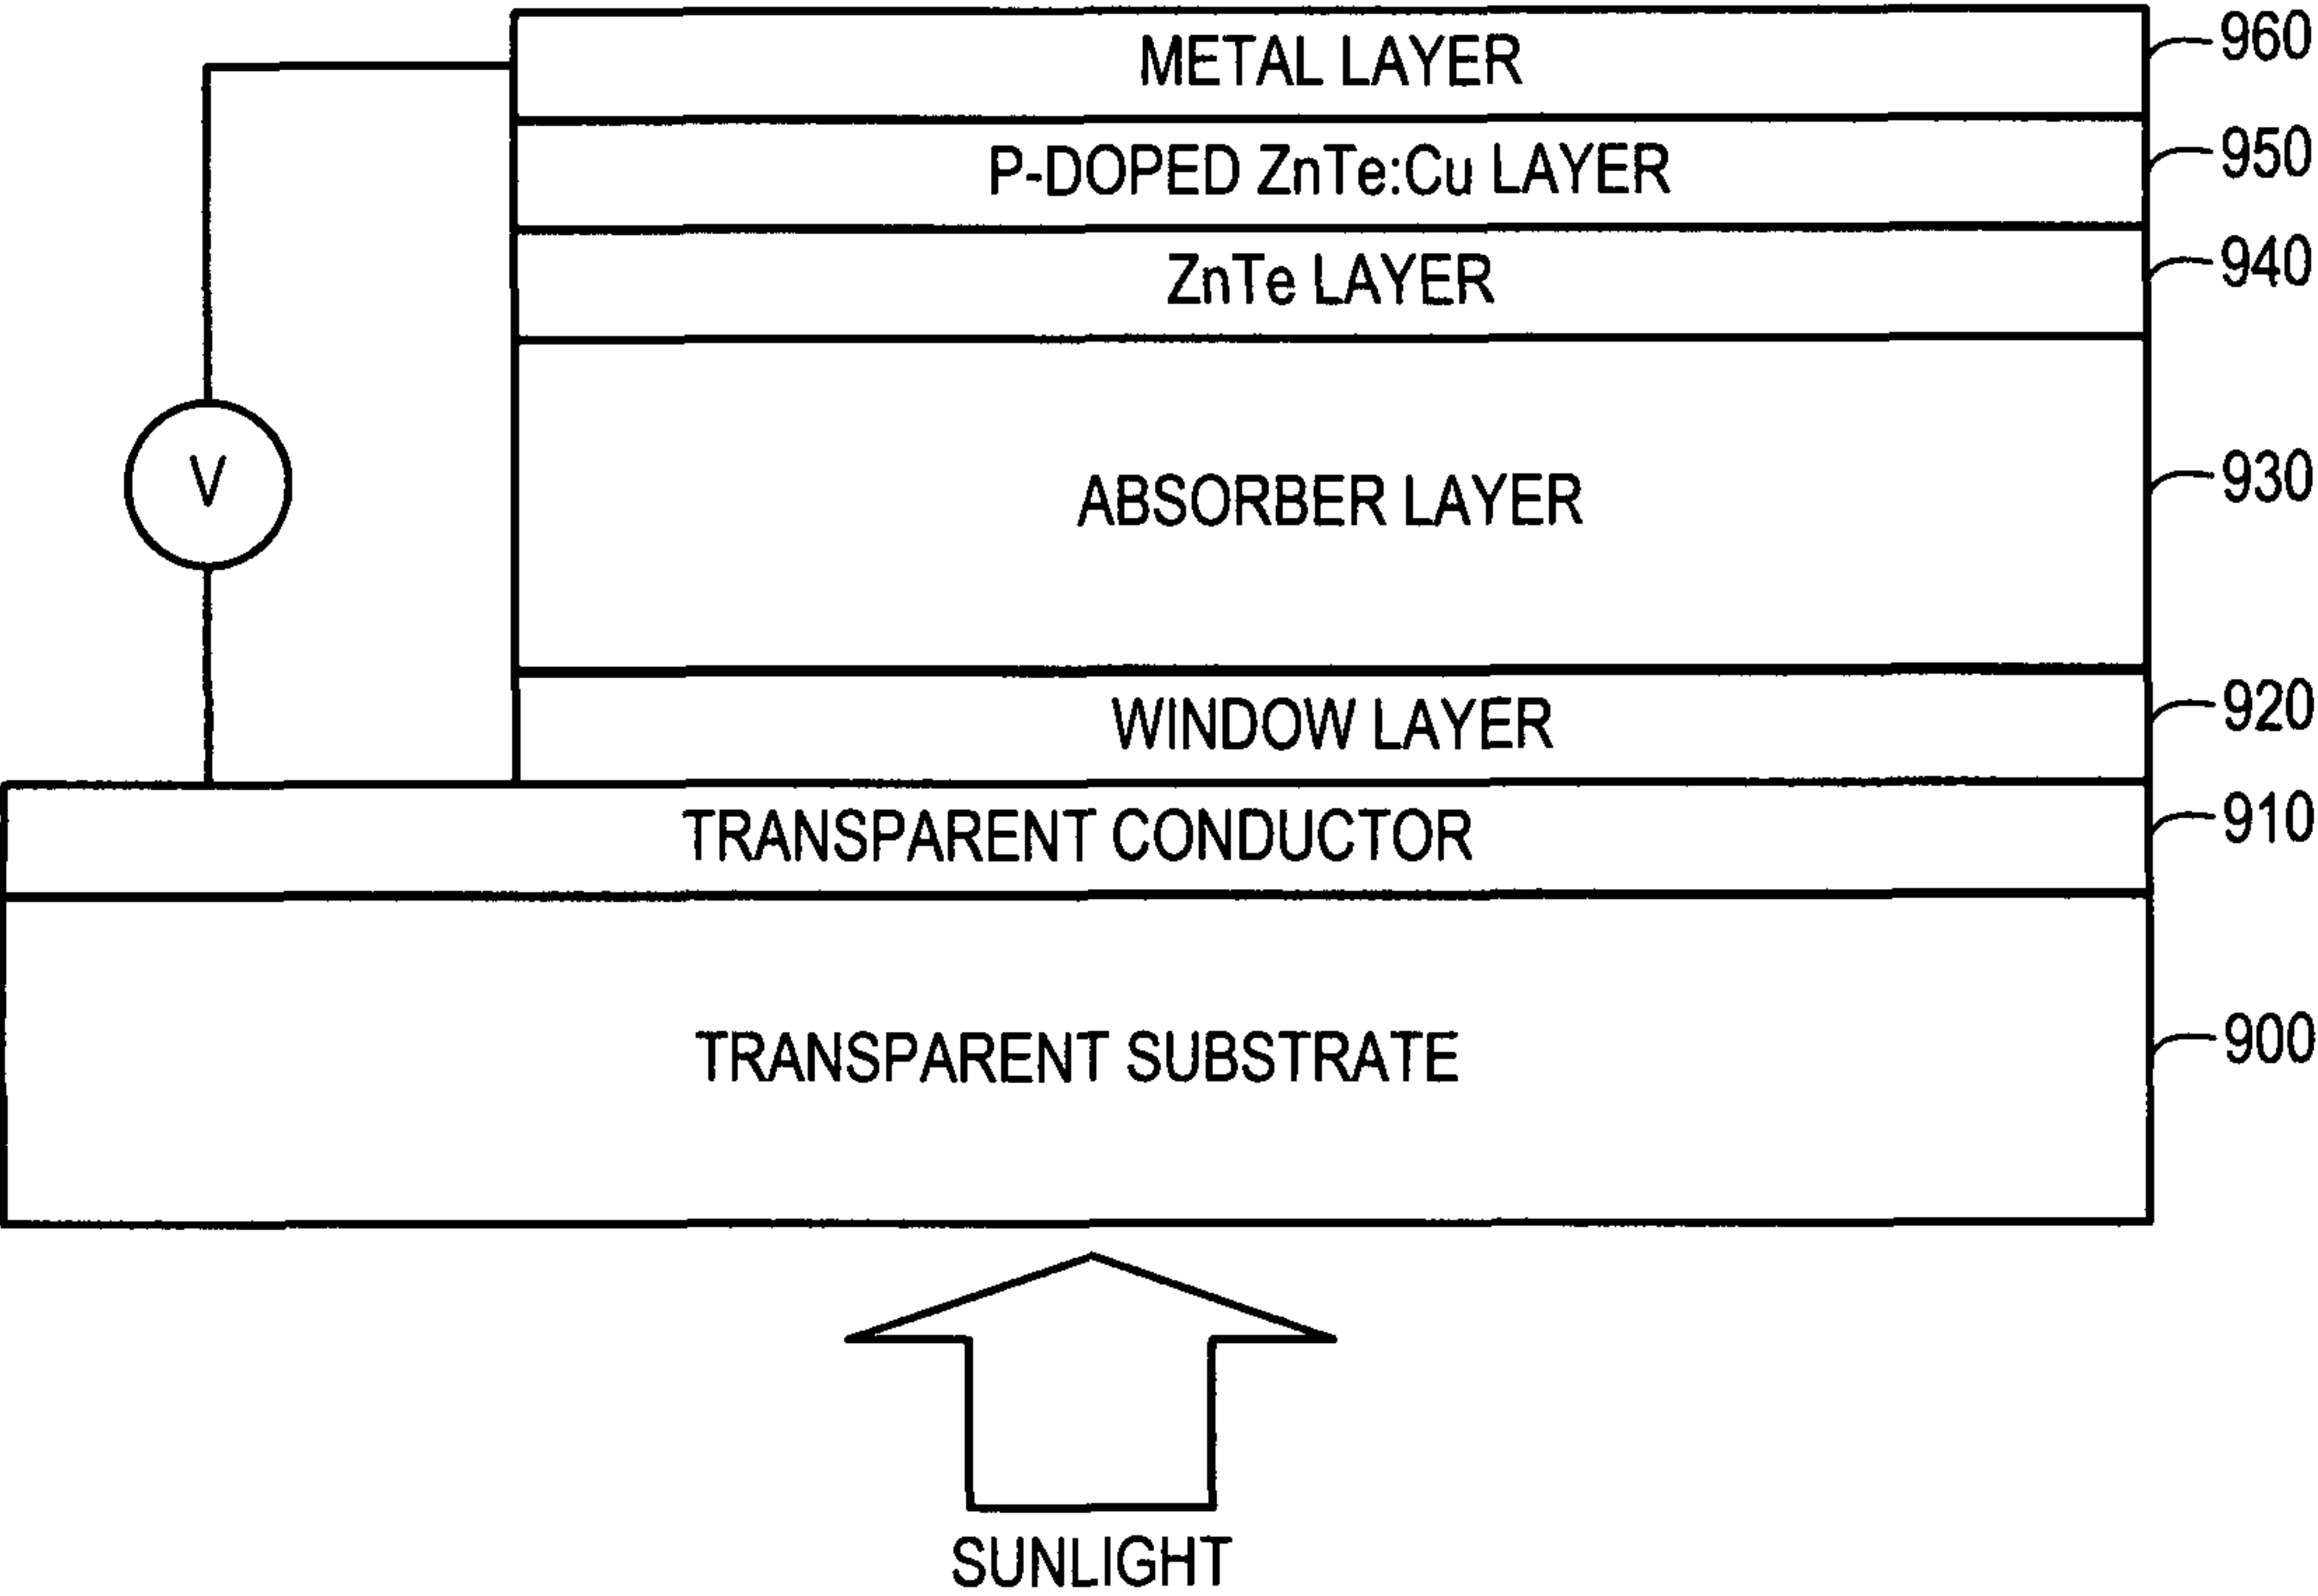 METAL LAYER 960
P-DOPED ZnTe:Cu LAYER 950
ZnTe LAYER 940
ABSORBER LAYER 930
V
WINDOW LAYER 920
TRANSPARENT CONDUCTOR 910
TRANSPARENT SUBSTRATE 900
SUNLIGHT